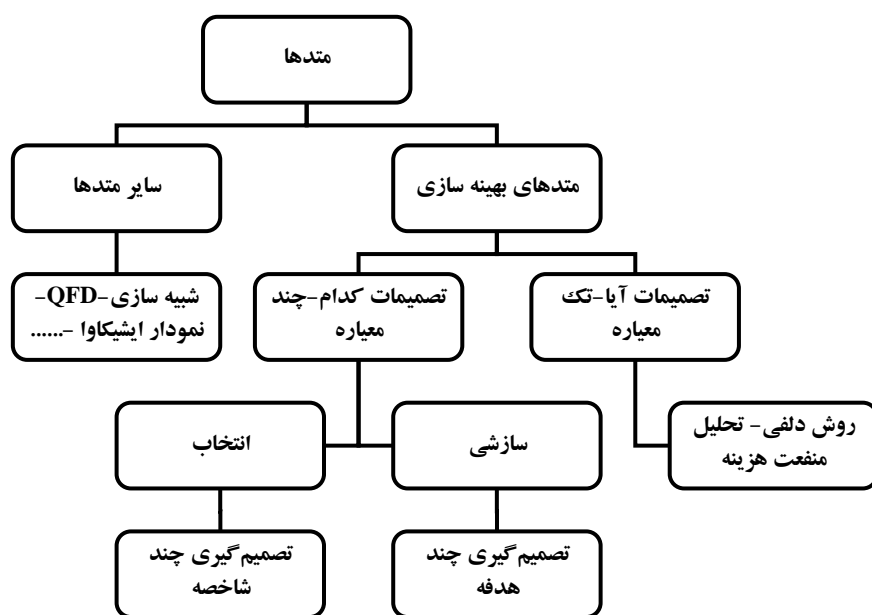 متدها
متدهای بهینه سازی
سایر متدها
تصمیمات آیا-تک
معیاره
تصمیمات کدام-چند
معیاره
شبیه سازی-QFD-
نمودار ایشیکاوا -......
روش دلفی- تحلیل
منفعت هزینه
سازشی
انتخاب
تصمیم‌گیری چند
هدفه
تصمیم‌گیری چند
شاخصه